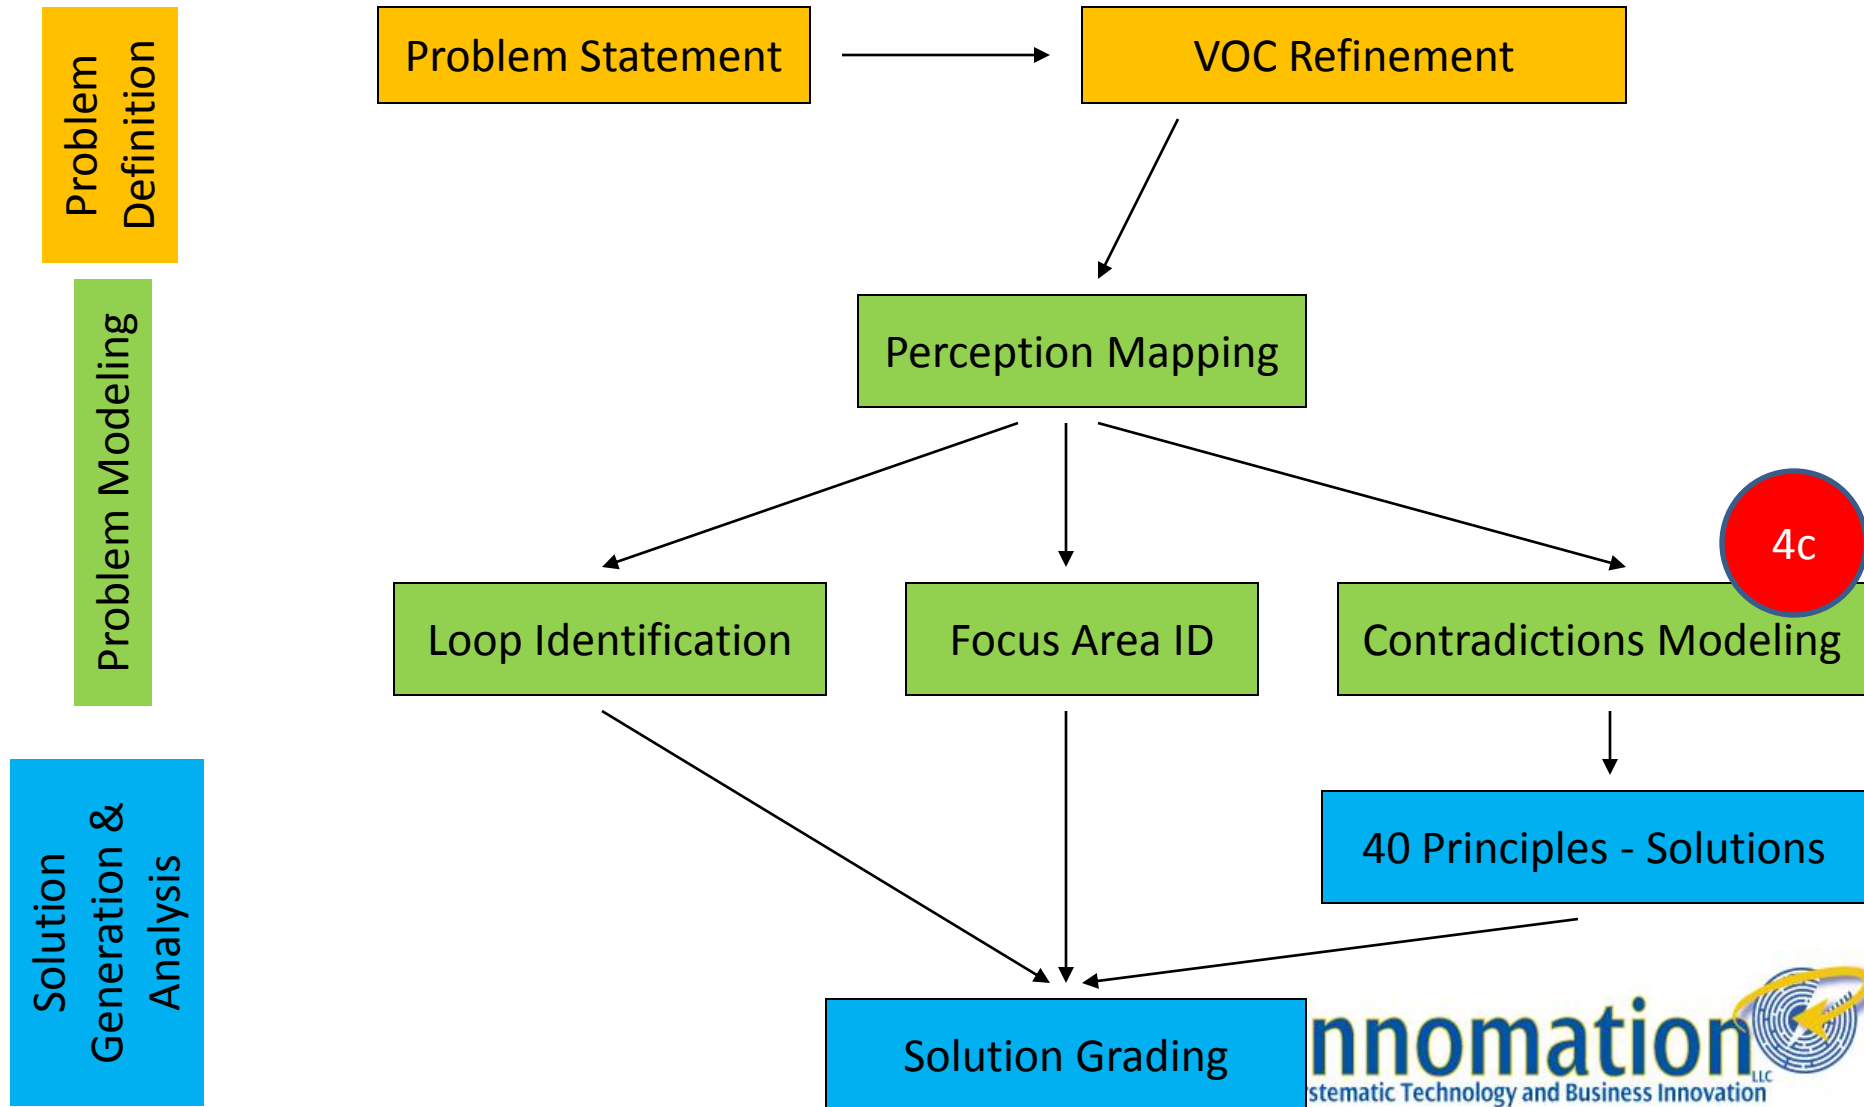 Problem
Definition
Problem Statement
VOC Refinement
Problem Modeling
Perception Mapping
4c
Loop Identification
Focus Area ID
Contradictions Modeling
Solution
Generation &
Analysis
40 Principles - Solutions
Solution Grading
nnomation
LLC
stematic Technology and Business Innovation